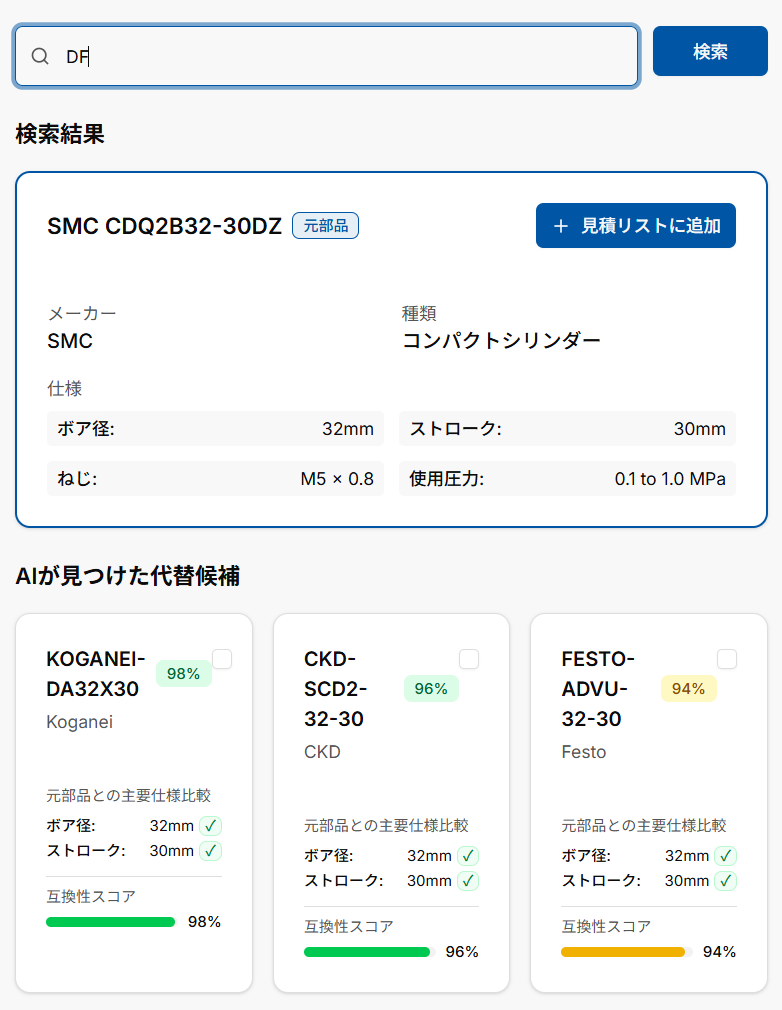 DF
検索
検索結果
SMC CDQ2B32-30DZ 元部品
＋ 見積リストに追加
メーカー 種類
SMC コンパクトシリンダー
仕様
ボア径: 32mm ストローク: 30mm
ねじ: M5 × 0.8 使用圧力: 0.1 to 1.0 MPa
AIが見つけた代替候補
KOGANEI-
DA32X30
98%
Koganei
元部品との主要仕様比較
ボア径: 32mm ✓
ストローク: 30mm ✓
互換性スコア
98%
CKD-
SCD2-
32-30
96%
CKD
元部品との主要仕様比較
ボア径: 32mm ✓
ストローク: 30mm ✓
互換性スコア
96%
FESTO-
ADVU-
32-30
94%
Festo
元部品との主要仕様比較
ボア径: 32mm ✓
ストローク: 30mm ✓
互換性スコア
94%